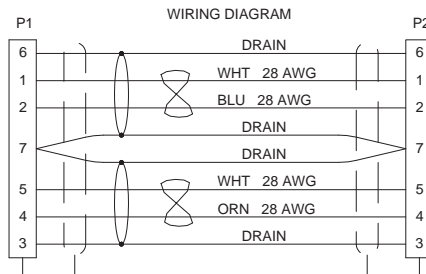 WIRING DIAGRAM
P1 P2
6 DRAIN 6
1 WHT 28 AWG 1
2 BLU 28 AWG 2
DRAIN
7 7
DRAIN
5 WHT 28 AWG 5
4 ORN 28 AWG 4
3 DRAIN 3